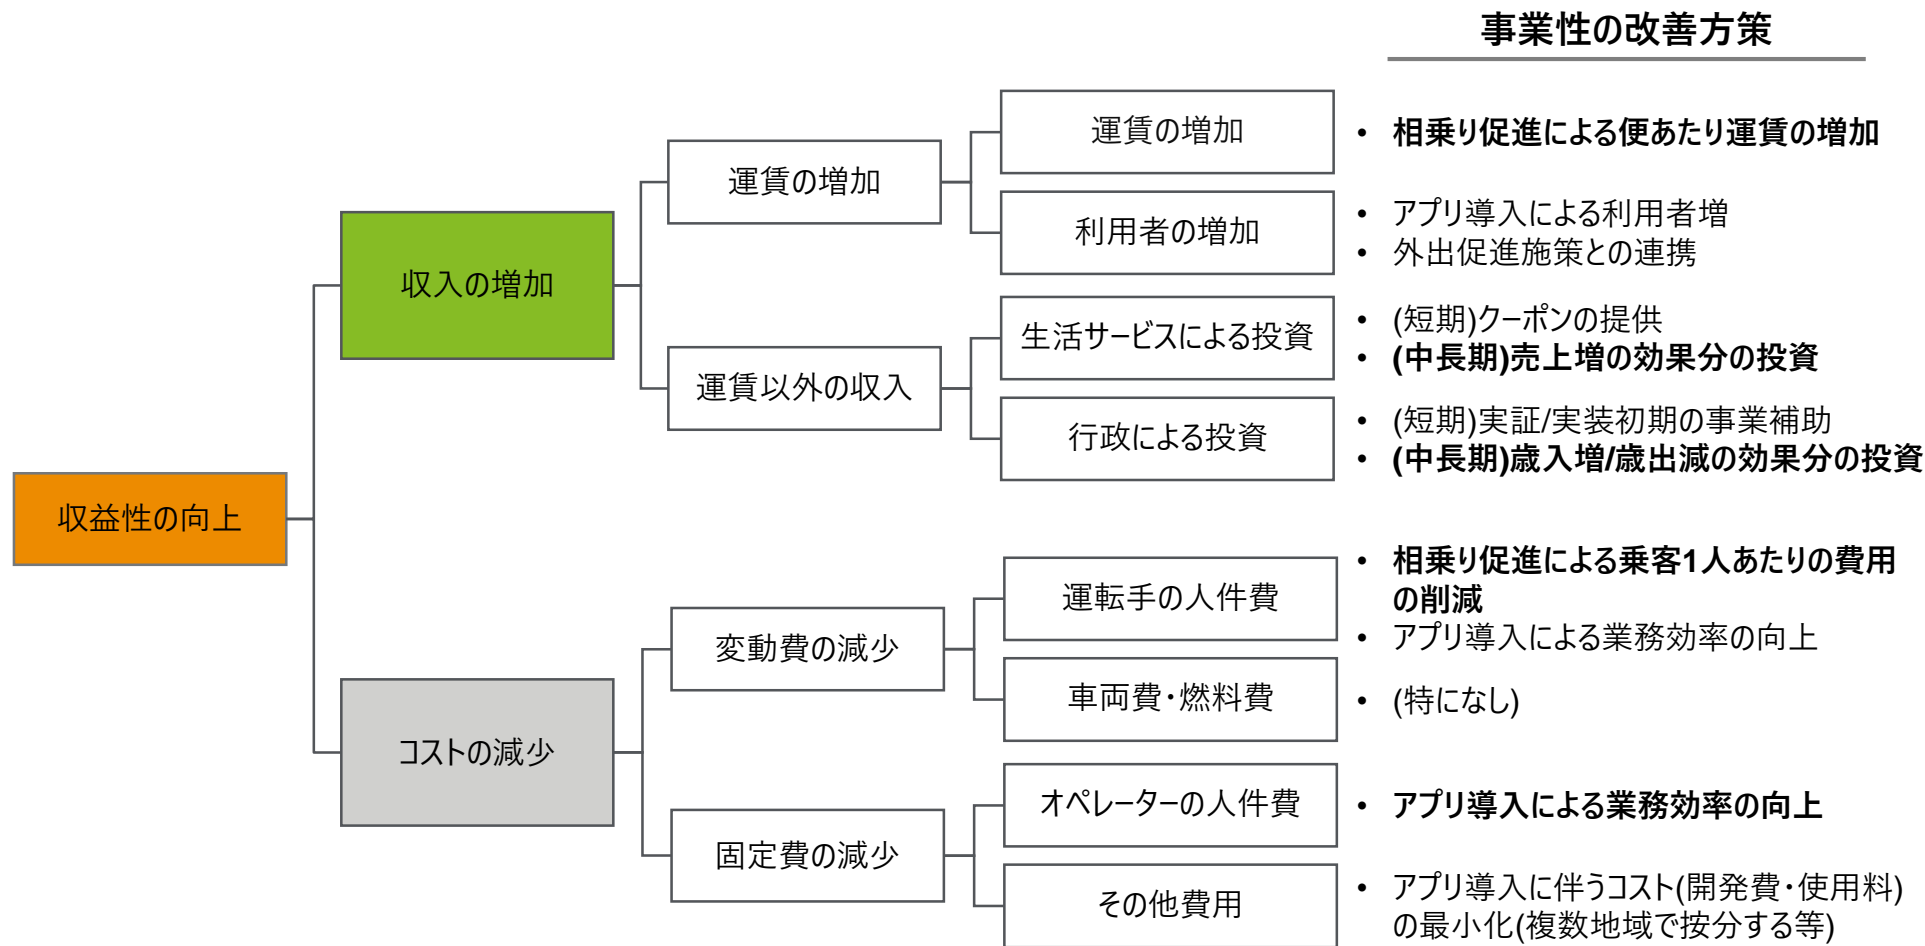 事業性の改善方策
収益性の向上
収入の増加
運賃の増加
運賃の増加
• 相乗り促進による便あたり運賃の増加
利用者の増加
• アプリ導入による利用者増
• 外出促進施策との連携
運賃以外の収入
生活サービスによる投資
• (短期)クーポンの提供
• (中長期)売上増の効果分の投資
行政による投資
• (短期)実証/実装初期の事業補助
• (中長期)歳入増/歳出減の効果分の投資
コストの減少
変動費の減少
運転手の人件費
• 相乗り促進による乗客1人あたりの費用
の削減
• アプリ導入による業務効率の向上
車両費・燃料費
• (特になし)
固定費の減少
オペレーターの人件費
• アプリ導入による業務効率の向上
その他費用
• アプリ導入に伴うコスト(開発費・使用料)
の最小化(複数地域で按分する等)